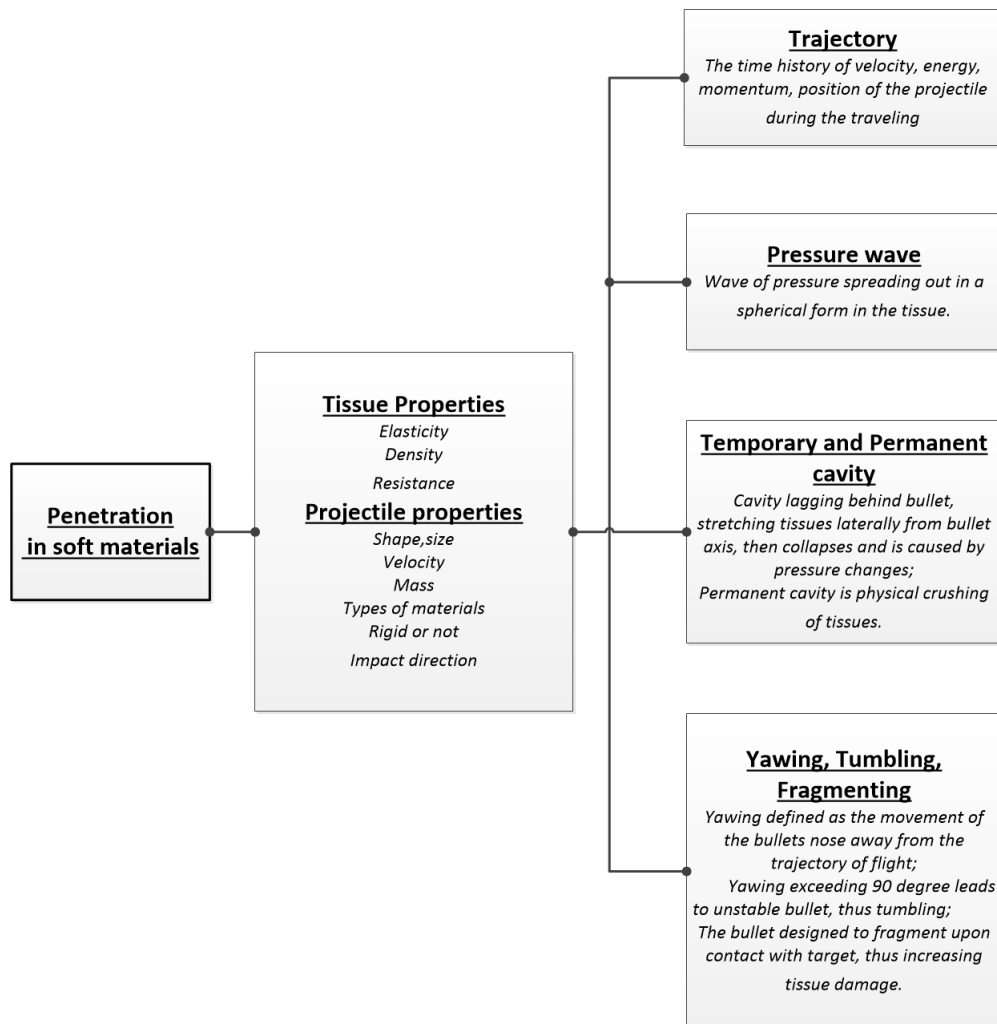 Penetration
in soft materials
Tissue Properties
Elasticity
Density
Resistance
Projectile properties
Shape,size
Velocity
Mass
Types of materials
Rigid or not
Impact direction
Trajectory
The time history of velocity, energy,
momentum, position of the projectile
during the traveling
Pressure wave
Wave of pressure spreading out in a
spherical form in the tissue.
Temporary and Permanent
cavity
Cavity lagging behind bullet,
stretching tissues laterally from bullet
axis, then collapses and is caused by
pressure changes;
Permanent cavity is physical crushing
of tissues.
Yawing, Tumbling,
Fragmenting
Yawing defined as the movement of
the bullets nose away from the
trajectory of flight;
Yawing exceeding 90 degree leads
to unstable bullet, thus tumbling;
The bullet designed to fragment upon
contact with target, thus increasing
tissue damage.